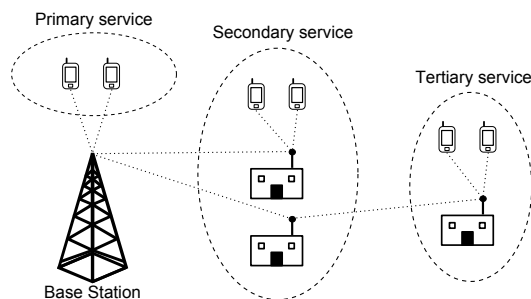 Primary service
Secondary service
Tertiary service
Base Station